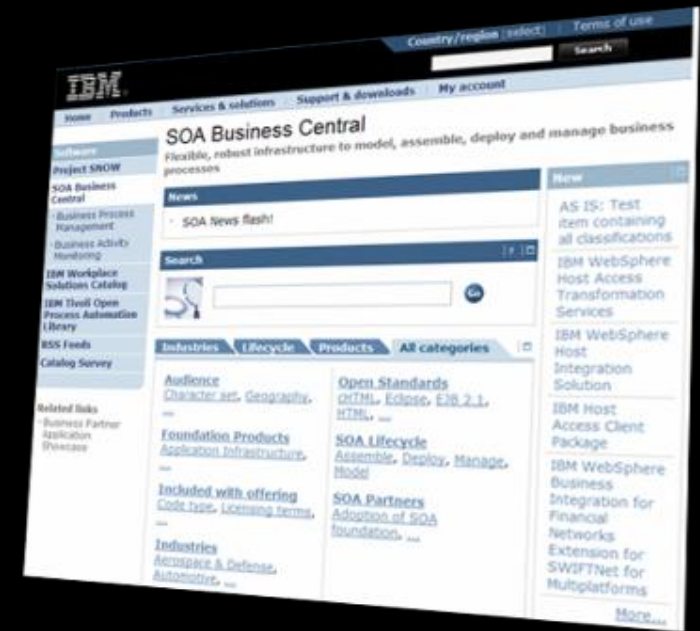 Country/region [select] Terms of use
Search
IBM.
Home Products Services & solutions Support & downloads My account
Software
Project SNOW
SOA Business
Central
- Business Process
Management
- Business Activity
Monitoring
IBM Workplace
Solutions Catalog
IBM Tivoli Open
Process Automation
Library
RSS Feeds
Catalog Survey
Related links
- Business Partner
Application
Showcase
SOA Business Central
Flexible, robust infrastructure to model, assemble, deploy and manage business
processes
News
SOA News flash!
Search
Go
Industries Lifecycle Products All categories
Audience
Character set, Geography,
...
Foundation Products
Application Infrastructure,
...
Included with offering
Code type, Licensing terms,
...
Industries
Aerospace & Defense,
Automotive, ...
Open Standards
cHTML, Eclipse, EJB 2.1,
HTML, ...
SOA Lifecycle
Assemble, Deploy, Manage,
Model
SOA Partners
Adoption of SOA
foundation, ...
New
AS IS: Test
item containing
all classifications
IBM WebSphere
Host Access
Transformation
Services
IBM WebSphere
Host
Integration
Solution
IBM Host
Access Client
Package
IBM WebSphere
Business
Integration for
Financial
Networks
Extension for
SWIFTNet for
Multiplatforms
More...